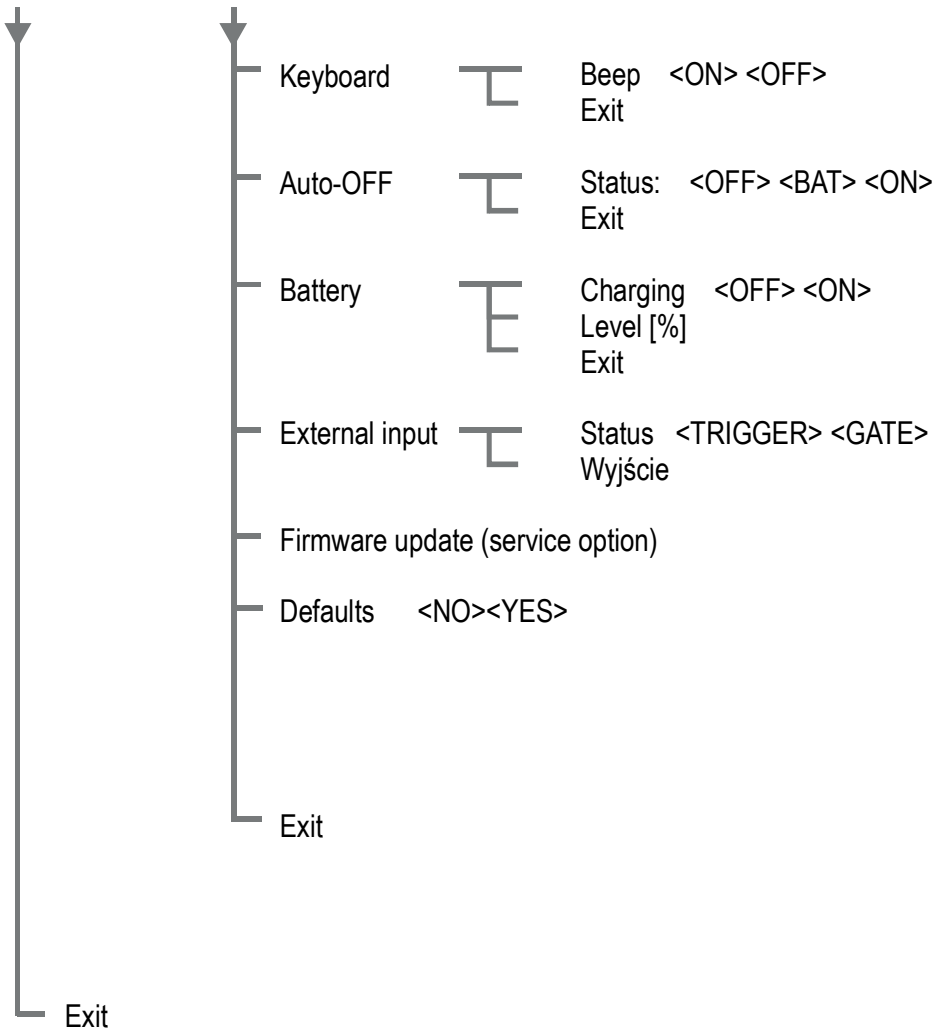 Keyboard Beep <ON> <OFF>
Exit
Auto-OFF Status: <OFF> <BAT> <ON>
Exit
Battery Charging <OFF> <ON>
Level [%]
Exit
External input Status <TRIGGER> <GATE>
Wyjście
Firmware update (service option)
Defaults <NO><YES>
Exit
Exit